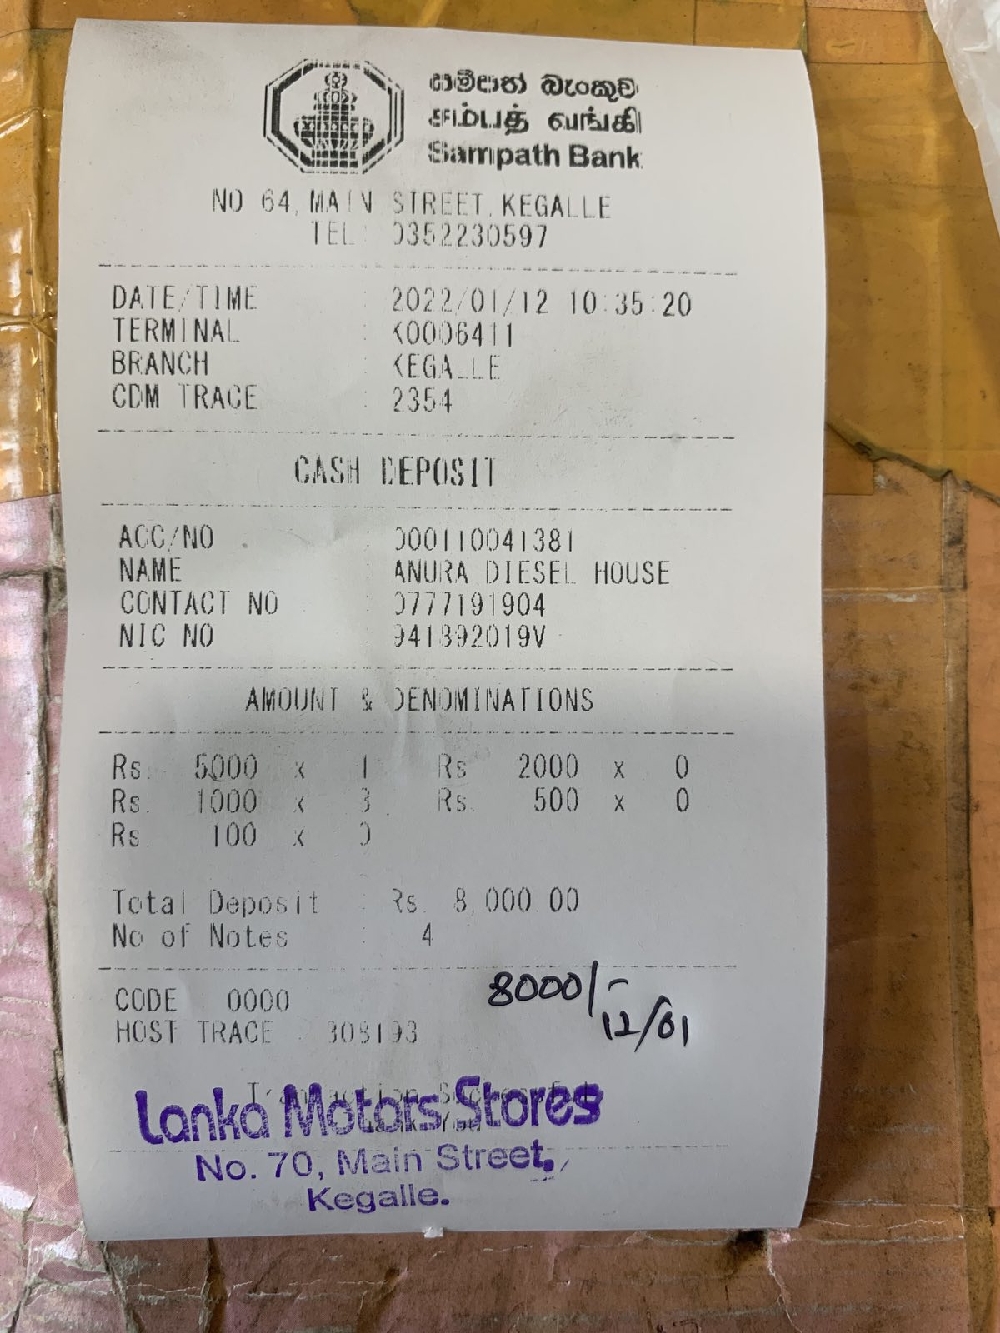 සම්පත් බැංකුව
சம்பத் வங்கி
Sampath Bank
NO 64, MAIN STREET, KEGALLE
TEL: 0352230597
DATE/TIME : 2022/01/12 10:35:20
TERMINAL : K0006411
BRANCH : KEGALLE
CDM TRACE : 2354
CASH DEPOSIT
ACC/NO : 000110041381
NAME : ANURA DIESEL HOUSE
CONTACT NO : 0777191904
NIC NO
AMOUNT & DENOMINATIONS
Rs. 5000 x 1 Rs. 2000 x 0
Rs. 1000 x 3 Rs. 500 x 0
Rs. 100 x 0
Total Deposit : Rs. 8,000.00
No of Notes : 4
8000/-
12/01
CODE 0000
HOST TRACE :
Lanka Motors Stores
No. 70, Main Street,
Kegalle.